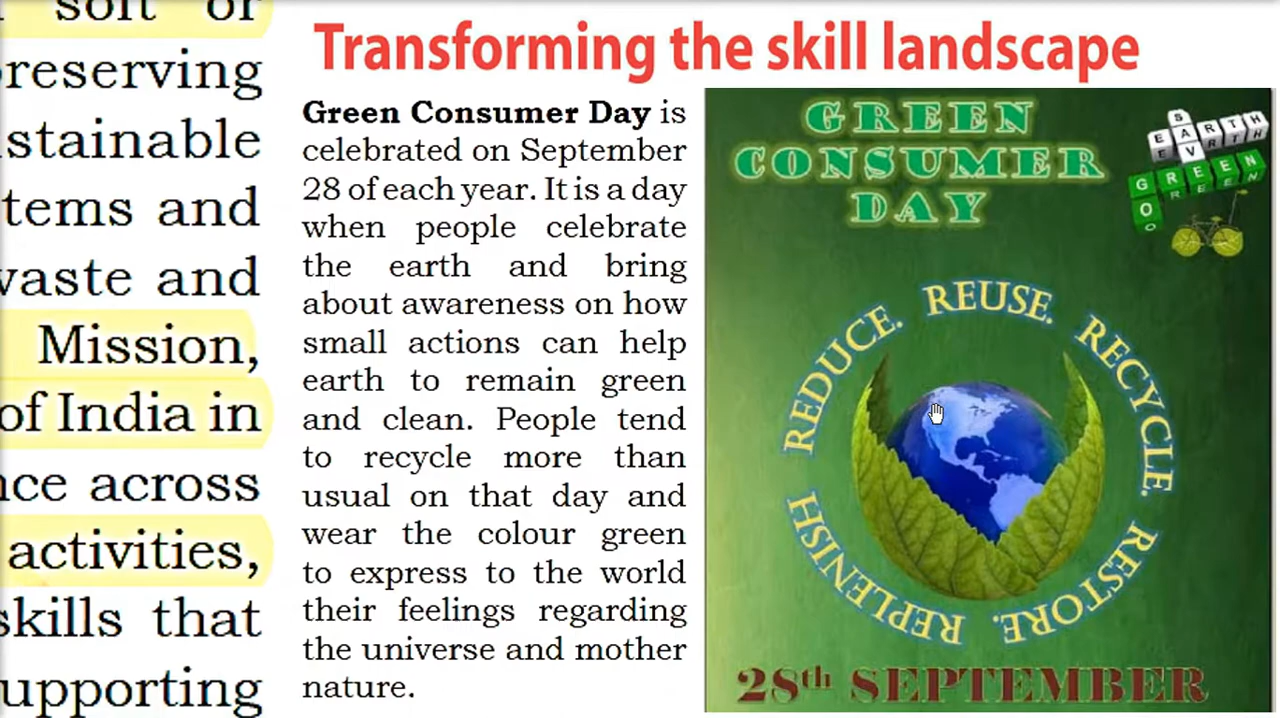 soft or
reserving
stainable
tems and
waste and
Mission,
of India in
nce across
activities,
skills that
upporting
Transforming the skill landscape
Green Consumer Day is
celebrated on September
28 of each year. It is a day
when people celebrate
the earth and bring
about awareness on how
small actions can help
earth to remain green
and clean. People tend
to recycle more than
usual on that day and
wear the colour green
to express to the world
their feelings regarding
the universe and mother
nature.
GREEN
CONSUMER
DAY
SAVE
EARTH
GREEN
GO
REDUCE. REUSE. RECYCLE. RESTORE. REPLENISH
28th SEPTEMBER